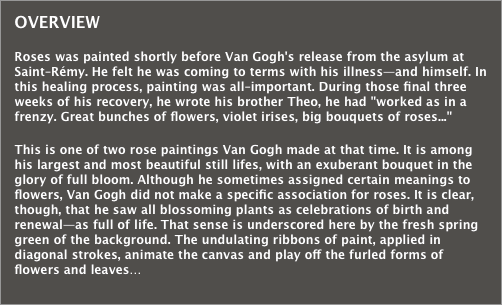 OVERVIEW
Roses was painted shortly before Van Gogh's release from the asylum at
Saint-Rémy. He felt he was coming to terms with his illness—and himself. In
this healing process, painting was all-important. During those final three
weeks of his recovery, he wrote his brother Theo, he had "worked as in a
frenzy. Great bunches of flowers, violet irises, big bouquets of roses..."
This is one of two rose paintings Van Gogh made at that time. It is among
his largest and most beautiful still lifes, with an exuberant bouquet in the
glory of full bloom. Although he sometimes assigned certain meanings to
flowers, Van Gogh did not make a specific association for roses. It is clear,
though, that he saw all blossoming plants as celebrations of birth and
renewal—as full of life. That sense is underscored here by the fresh spring
green of the background. The undulating ribbons of paint, applied in
diagonal strokes, animate the canvas and play off the furled forms of
flowers and leaves...